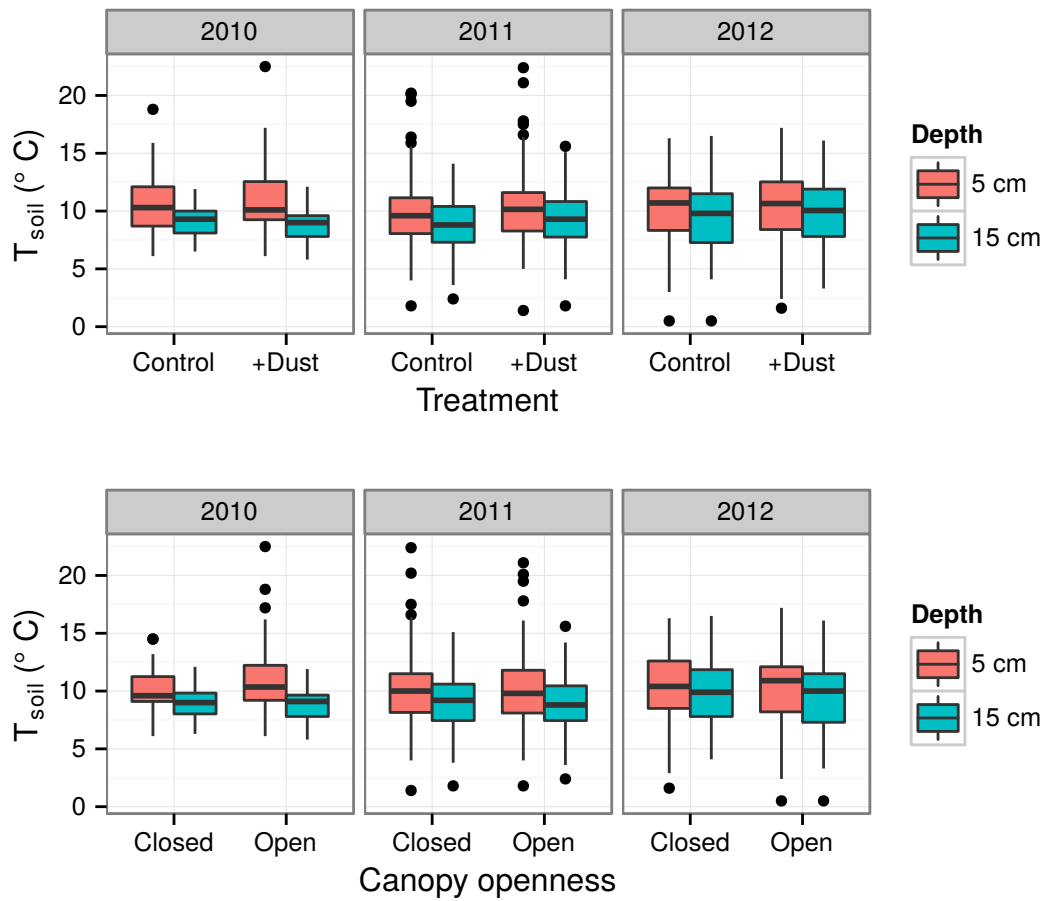 2010 2011 2012
T soil (° C)
20
15
10
5
0
Control +Dust Control +Dust Control +Dust
Treatment
Depth
5 cm
15 cm
2010 2011 2012
T soil (° C)
20
15
10
5
0
Closed Open Closed Open Closed Open
Canopy openness
Depth
5 cm
15 cm